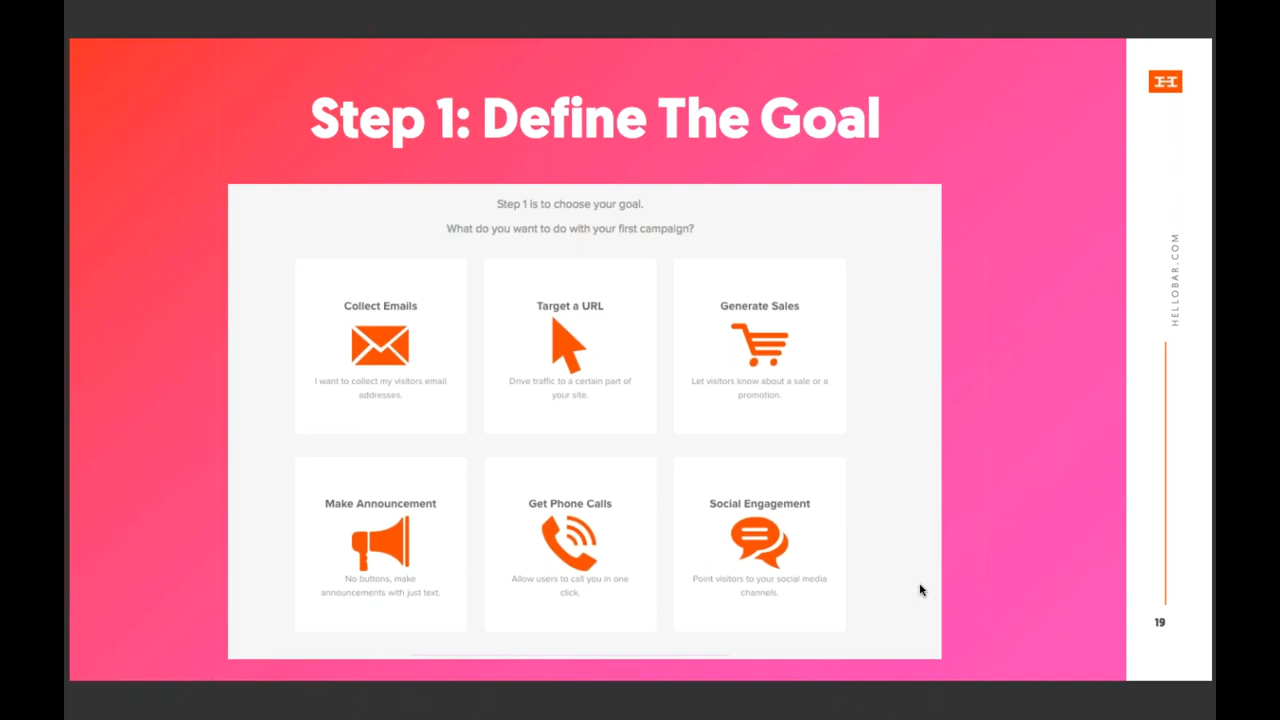 Step 1: Define The Goal
Step 1 is to choose your goal.
What do you want to do with your first campaign?
Collect Emails
I want to collect my visitors email
addresses.
Target a URL
Drive traffic to a certain part of
your site.
Generate Sales
Let visitors know about a sale or a
promotion.
Make Announcement
No buttons, make
announcements with just text.
Get Phone Calls
Allow users to call you in one
click.
Social Engagement
Point visitors to your social media
channels.
H
HELLOBAR.COM
19